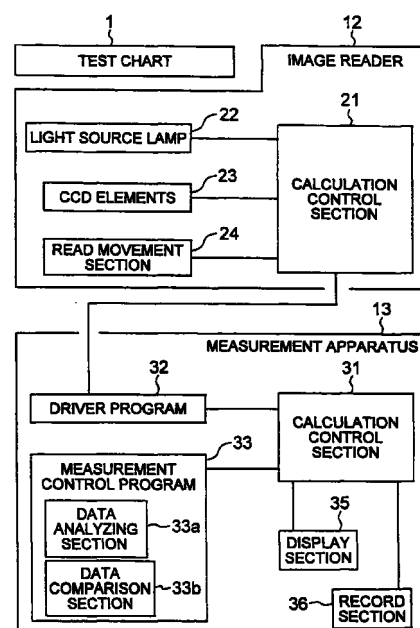 1
TEST CHART
12
IMAGE READER
22
LIGHT SOURCE LAMP
23
CCD ELEMENTS
24
READ MOVEMENT
SECTION
21
CALCULATION
CONTROL
SECTION
13
MEASUREMENT APPARATUS
32
DRIVER PROGRAM
31
CALCULATION
CONTROL
SECTION
33
MEASUREMENT
CONTROL PROGRAM
DATA
ANALYZING
SECTION
33a
DATA
COMPARISON
SECTION
33b
35
DISPLAY
SECTION
36
RECORD
SECTION